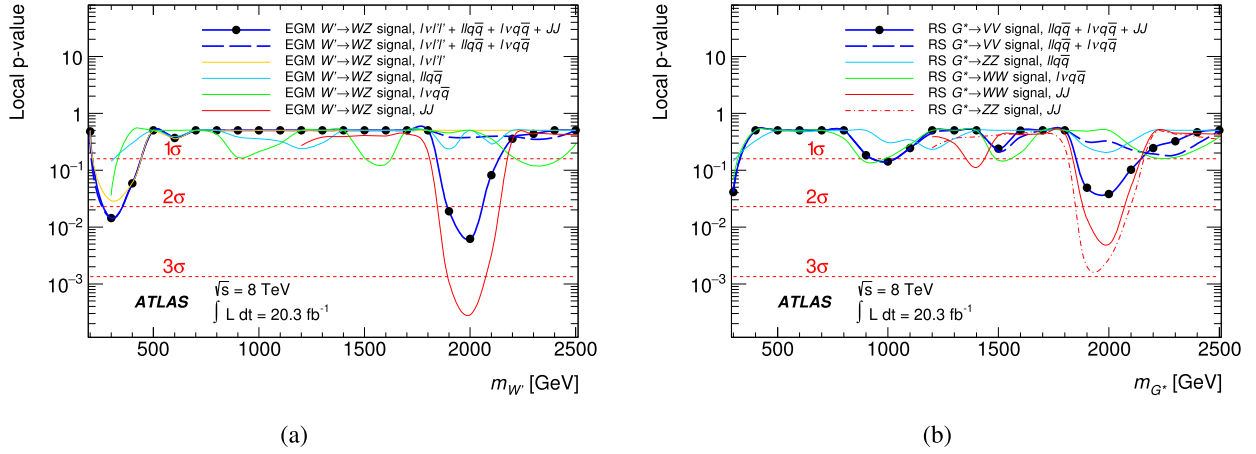 Local p-value
10
1
10⁻¹
10⁻²
10⁻³
EGM W'→WZ signal, lνl'l' + llqq̅ + lνqq̅ + JJ
EGM W'→WZ signal, lνl'l' + llqq̅ + lνqq̅
EGM W'→WZ signal, lνl'l'
EGM W'→WZ signal, llqq̅
EGM W'→WZ signal, lνqq̅
EGM W'→WZ signal, JJ
1σ
2σ
3σ
ATLAS
√s = 8 TeV
∫ L dt = 20.3 fb⁻¹
500 1000 1500 2000 2500
m_W' [GeV]
(a)
Local p-value
10
1
10⁻¹
10⁻²
10⁻³
RS G*→VV signal, llqq̅ + lνqq̅ + JJ
RS G*→VV signal, llqq̅ + lνqq̅
RS G*→ZZ signal, llqq̅
RS G*→WW signal, lνqq̅
RS G*→WW signal, JJ
RS G*→ZZ signal, JJ
1σ
2σ
3σ
ATLAS
√s = 8 TeV
∫ L dt = 20.3 fb⁻¹
500 1000 1500 2000 2500
m_G* [GeV]
(b)